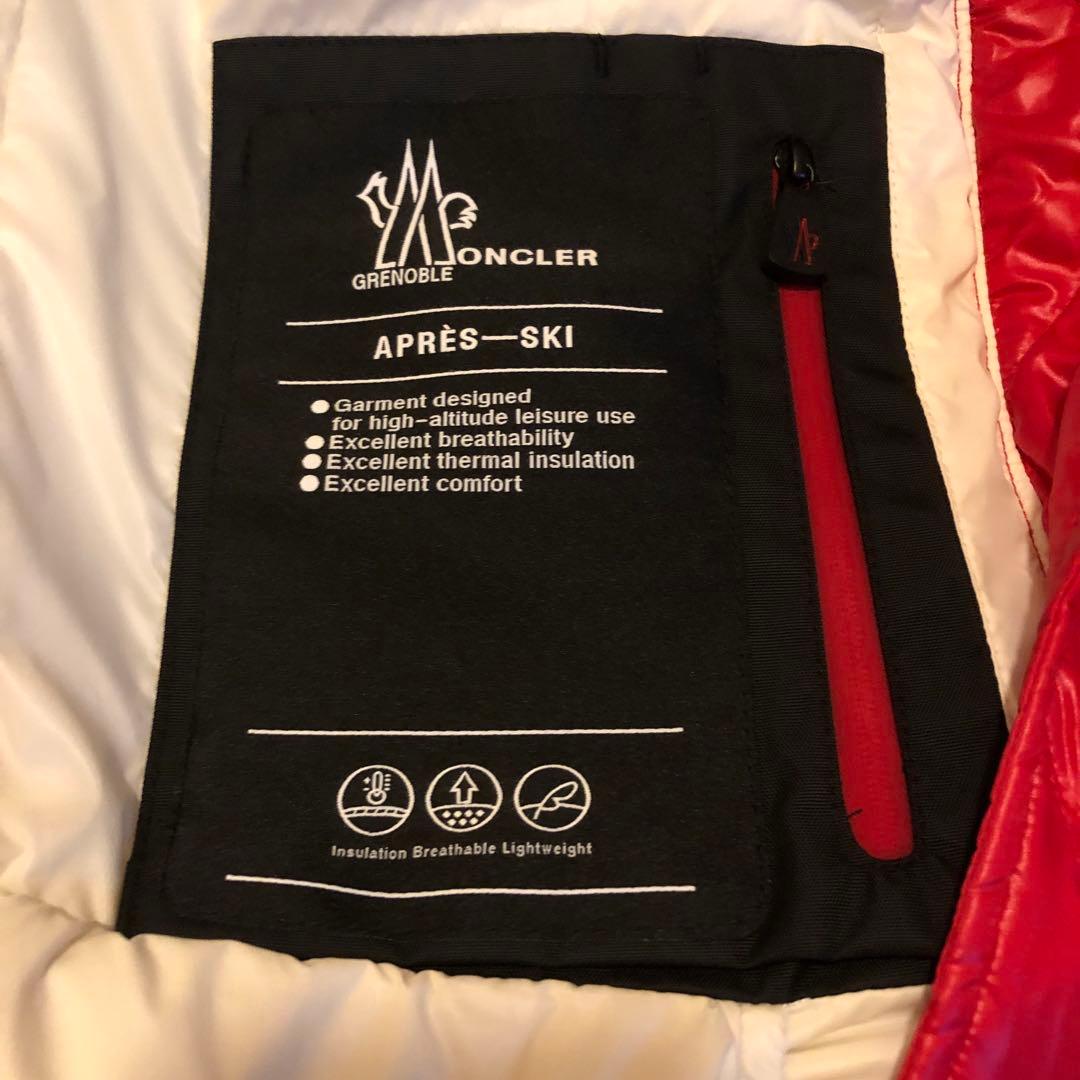 MONCLER
GRENOBLE
APRÈS—SKI
● Garment designed
for high-altitude leisure use
● Excellent breathability
● Excellent thermal insulation
● Excellent comfort
Insulation Breathable Lightweight